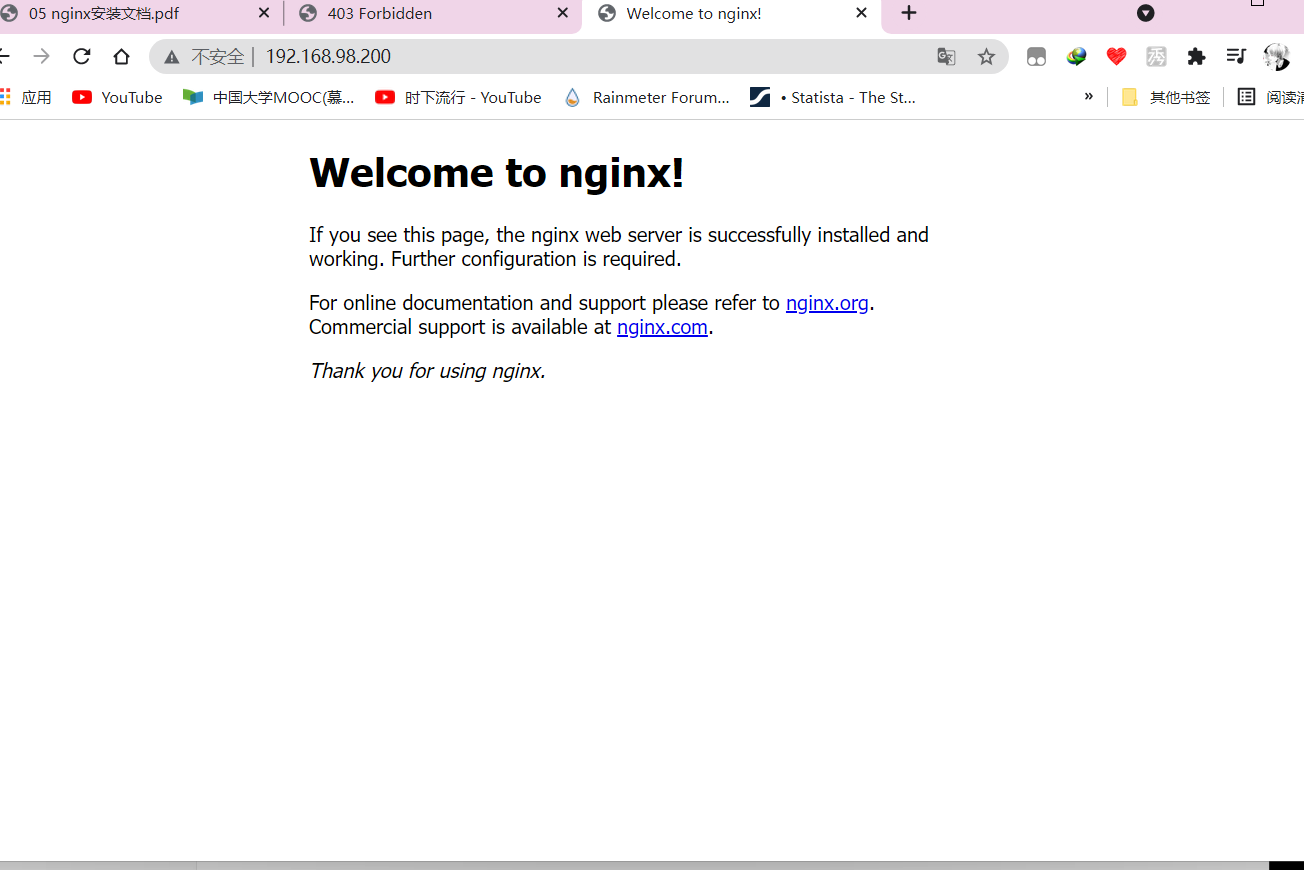 05 nginx安装文档.pdf
403 Forbidden
Welcome to nginx!
不安全
192.168.98.200
应用
YouTube
中国大学MOOC(慕...
时下流行 - YouTube
Rainmeter Forum...
• Statista - The St...
»
其他书签
阅读清
Welcome to nginx!
If you see this page, the nginx web server is successfully installed and
working. Further configuration is required.
For online documentation and support please refer to nginx.org.
Commercial support is available at nginx.com.
Thank you for using nginx.